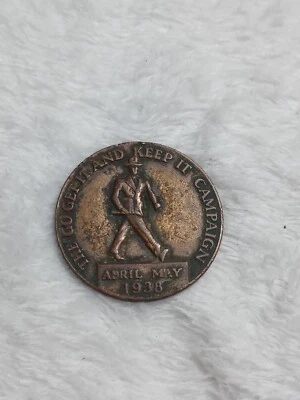 THE GO GET IT AND KEEP IT CAMPAIGN
APRIL MAY
1938